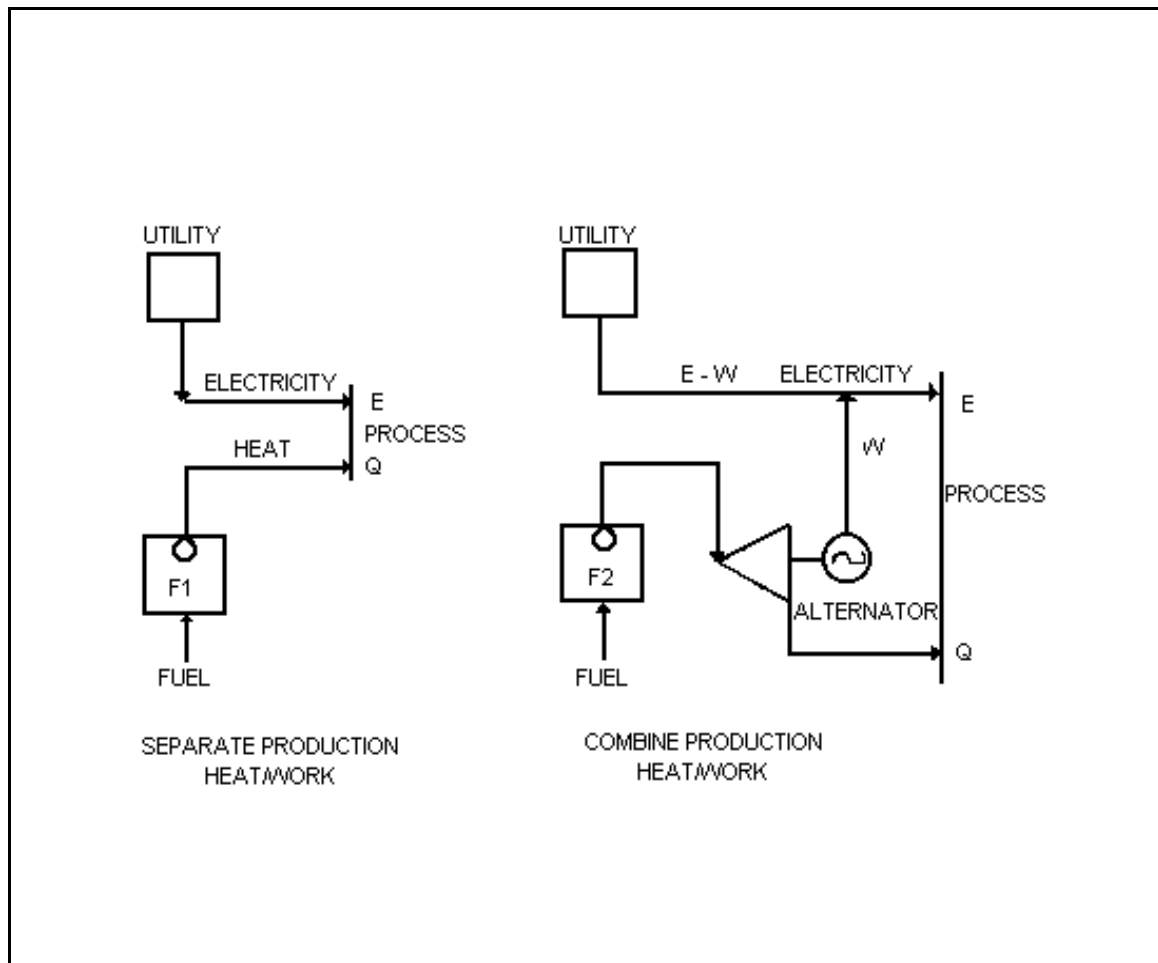 UTILITY
ELECTRICITY
E
PROCESS
HEAT
Q
F1
FUEL
SEPARATE PRODUCTION
HEAT/WORK
UTILITY
E - W
ELECTRICITY
E
W
PROCESS
F2
ALTERNATOR
Q
FUEL
COMBINE PRODUCTION
HEAT/WORK